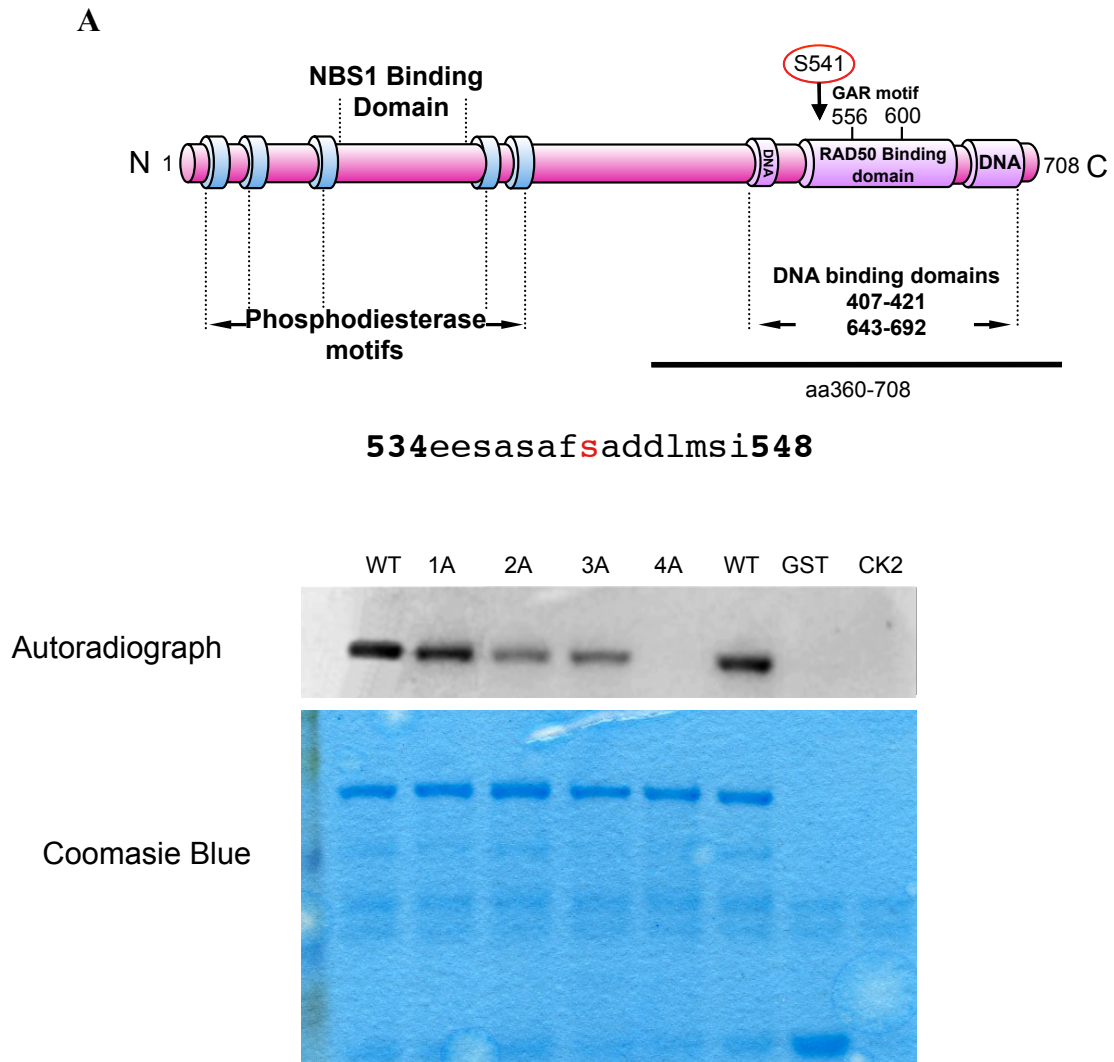 A
NBS1 Binding
Domain
S541
GAR motif
556 600
N 1
DNA
RAD50 Binding
domain
DNA
708 C
Phosphodiesterase
motifs
DNA binding domains
407-421
643-692
aa360-708
534eesasafsaddlmsi548
WT 1A 2A 3A 4A WT GST CK2
Autoradiograph
Coomasie Blue